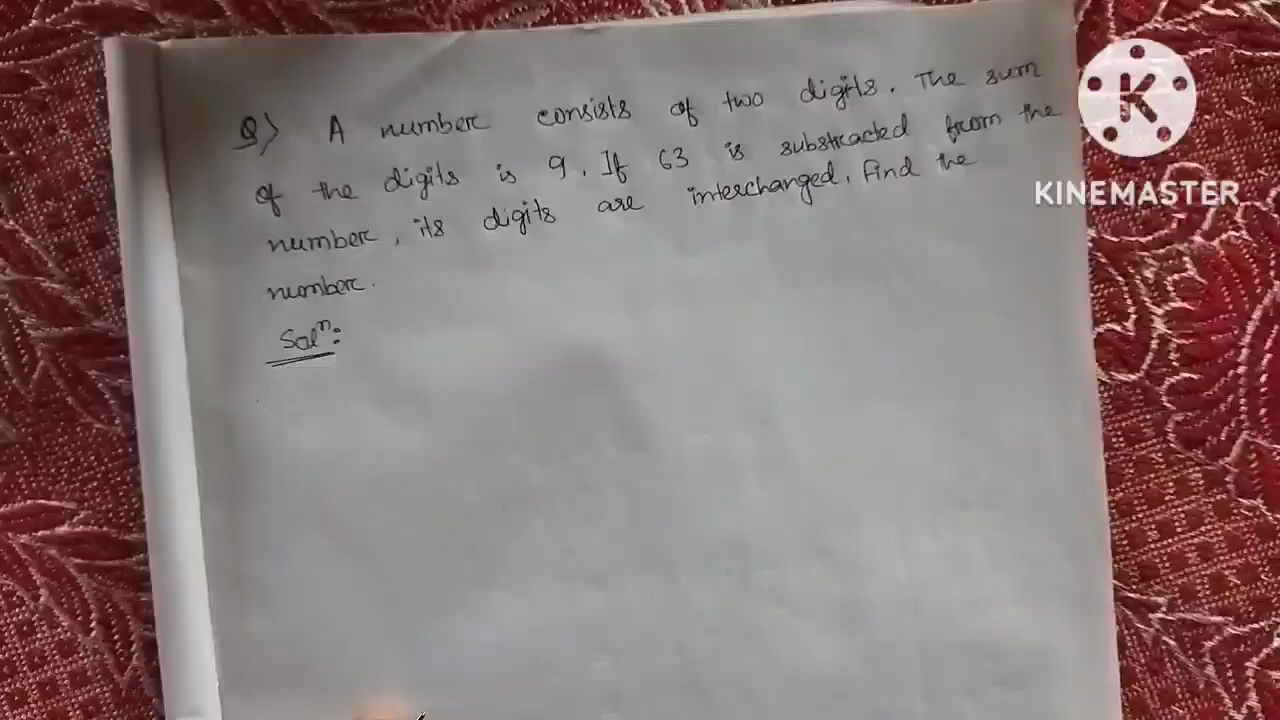 Q) A number consists of two digits. The sum
of the digits is 9. If 63 is substracted from the
number, its digits are interchanged. Find the
number.
Solⁿ:
K
KINEMASTER